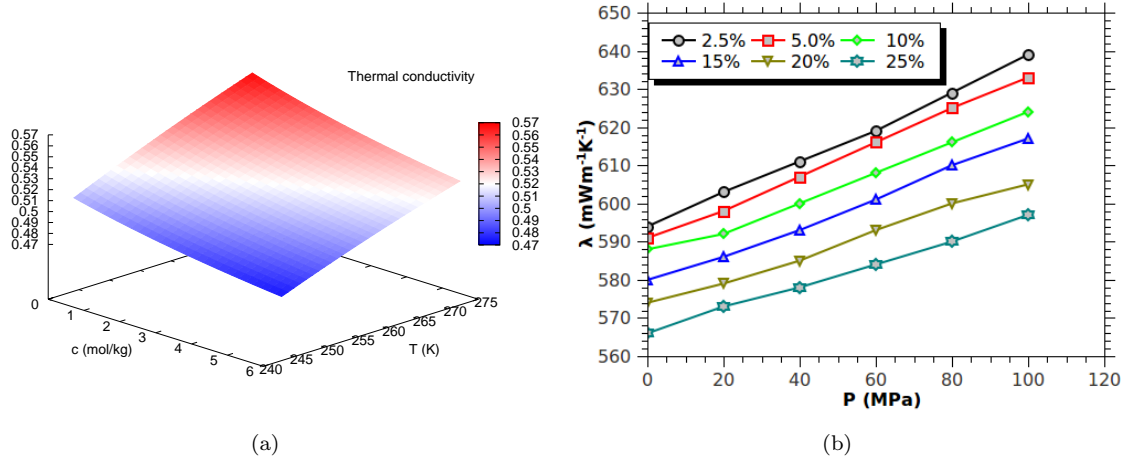 Thermal conductivity
0.57
0.56
0.55
0.54
0.53
0.52
0.51
0.5
0.49
0.48
0.47
0.57
0.56
0.55
0.54
0.53
0.52
0.51
0.5
0.49
0.48
0.47
0 1 2 3 4 5 6
c (mol/kg)
240 245 250 255 260 265 270 275
T (K)
(a)
650
640
630
620
610
600
590
580
570
560
λ (mWm⁻¹K⁻¹)
2.5% 5.0% 10%
15% 20% 25%
0 20 40 60 80 100 120
P (MPa)
(b)